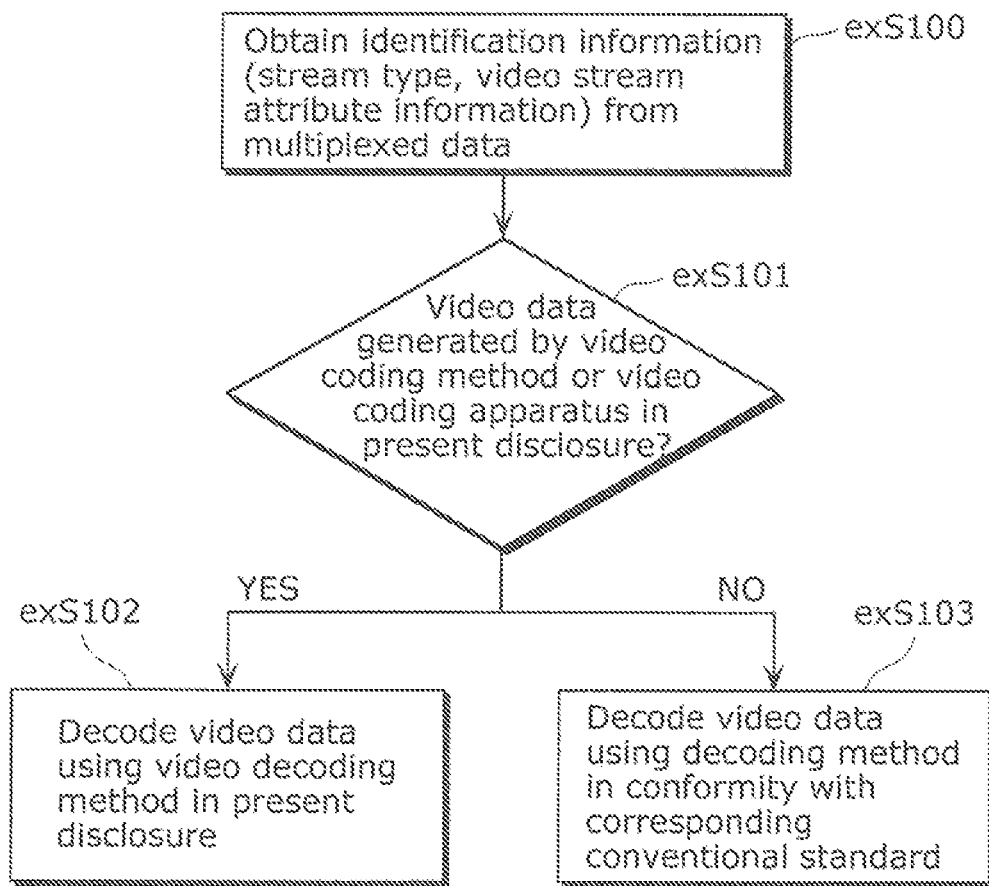 exS100
Obtain identification information
(stream type, video stream
attribute information) from
multiplexed data
exS101
Video data
generated by video
coding method or video
coding apparatus in
present disclosure?
YES
NO
exS102
exS103
Decode video data
using video decoding
method in present
disclosure
Decode video data
using decoding method
in conformity with
corresponding
conventional standard